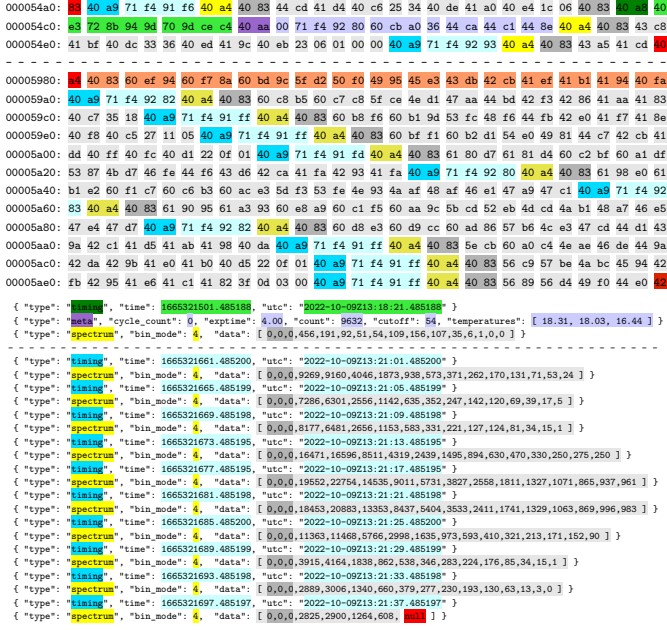 000054a0: 83 40 a9 71 f4 91 f6 40 a4 40 83 44 cd 41 d4 40 c6 25 34 40 de 41 a0 40 e4 1c 06 40 83 40 a8 40
000054c0: e3 72 8b 94 9d 70 9d ce c4 40 aa 00 71 f4 92 80 60 cb a0 36 44 ca 44 c1 44 8e 40 a4 40 83 43 c8
000054e0: 41 bf 40 dc 33 36 40 ed 41 9c 40 eb 23 06 01 00 00 40 a9 71 f4 92 93 40 a4 40 83 43 a5 41 cd 40
00005980: a4 40 83 60 ef 94 60 f7 8a 60 bd 9c 5f d2 50 f0 49 95 45 e3 43 db 42 cb 41 ef 41 b1 41 94 40 fa
000059a0: 40 a9 71 f4 92 82 40 a4 40 83 60 c8 b5 60 c7 c8 5f ce 4e d1 47 aa 44 bd 42 f3 42 86 41 aa 41 83
000059c0: 40 c7 35 18 40 a9 71 f4 91 ff 40 a4 40 83 60 b8 f6 60 b1 9d 53 fc 48 f6 44 fb 42 e0 41 f7 41 8e
000059e0: 40 f8 40 c5 27 11 05 40 a9 71 f4 91 ff 40 a4 40 83 60 bf f1 60 b2 d1 54 e0 49 81 44 c7 42 cb 41
00005a00: dd 40 ff 40 fc 40 d1 22 0f 01 40 a9 71 f4 91 fd 40 a4 40 83 61 80 d7 61 81 d4 60 c2 bf 60 a1 df
00005a20: 53 87 4b d7 46 fe 44 f6 43 d6 42 ca 41 fa 42 93 41 fa 40 a9 71 f4 92 80 40 a4 40 83 61 98 e0 61
00005a40: b1 e2 60 f1 c7 60 c6 b3 60 ac e3 5d f3 53 fe 4e 93 4a af 48 af 46 e1 47 a9 47 c1 40 a9 71 f4 92
00005a60: 83 40 a4 40 83 61 90 95 61 a3 93 60 e8 a9 60 c1 f5 60 aa 9c 5b cd 52 eb 4d cd 4a b1 48 a7 46 e5
00005a80: 47 e4 47 d7 40 a9 71 f4 92 82 40 a4 40 83 60 d8 e3 60 d9 cc 60 ad 86 57 b6 4c e3 47 cd 44 d1 43
00005aa0: 9a 42 c1 41 d5 41 ab 41 98 40 da 40 a9 71 f4 91 ff 40 a4 40 83 5e cb 60 a0 c4 4e ae 46 de 44 9a
00005ac0: 42 da 42 9b 41 e0 41 b0 40 d5 22 0f 01 40 a9 71 f4 91 ff 40 a4 40 83 56 c9 57 be 4a bc 45 94 42
00005ae0: fb 42 95 41 e6 41 c1 41 82 3f 0d 03 00 40 a9 71 f4 91 ff 40 a4 40 83 56 89 56 d4 49 f0 44 e0 42
{ "type": "timing", "time": 1665321501.485188, "utc": "2022-10-09T13:18:21.485188" }
{ "type": "meta", "cycle_count": 0, "exptime": 4.00, "count": 9632, "cutoff": 54, "temperatures": [ 18.31, 18.03, 16.44 ] }
{ "type": "spectrum", "bin_mode": 4, "data": [ 0,0,0,456,191,92,51,54,109,156,107,35,6,1,0,0 ] }
{ "type": "timing", "time": 1665321661.485200, "utc": "2022-10-09T13:21:01.485200" }
{ "type": "spectrum", "bin_mode": 4, "data": [ 0,0,0,9269,9160,4046,1873,938,573,371,262,170,131,71,53,24 ] }
{ "type": "timing", "time": 1665321665.485199, "utc": "2022-10-09T13:21:05.485199" }
{ "type": "spectrum", "bin_mode": 4, "data": [ 0,0,0,7286,6301,2556,1142,635,352,247,142,120,69,39,17,5 ] }
{ "type": "timing", "time": 1665321669.485198, "utc": "2022-10-09T13:21:09.485198" }
{ "type": "spectrum", "bin_mode": 4, "data": [ 0,0,0,8177,6481,2656,1153,583,331,221,127,124,81,34,15,1 ] }
{ "type": "timing", "time": 1665321673.485195, "utc": "2022-10-09T13:21:13.485195" }
{ "type": "spectrum", "bin_mode": 4, "data": [ 0,0,0,16471,16596,8511,4319,2439,1495,894,630,470,330,250,275,250 ] }
{ "type": "timing", "time": 1665321677.485195, "utc": "2022-10-09T13:21:17.485195" }
{ "type": "spectrum", "bin_mode": 4, "data": [ 0,0,0,19552,22754,14535,9011,5731,3827,2558,1811,1327,1071,865,937,961 ] }
{ "type": "timing", "time": 1665321681.485198, "utc": "2022-10-09T13:21:21.485198" }
{ "type": "spectrum", "bin_mode": 4, "data": [ 0,0,0,18453,20883,13353,8437,5404,3533,2411,1741,1329,1063,869,996,983 ] }
{ "type": "timing", "time": 1665321685.485200, "utc": "2022-10-09T13:21:25.485200" }
{ "type": "spectrum", "bin_mode": 4, "data": [ 0,0,0,11363,11468,5766,2998,1635,973,593,410,321,213,171,152,90 ] }
{ "type": "timing", "time": 1665321689.485199, "utc": "2022-10-09T13:21:29.485199" }
{ "type": "spectrum", "bin_mode": 4, "data": [ 0,0,0,3915,4164,1838,862,538,346,283,224,176,85,34,15,1 ] }
{ "type": "timing", "time": 1665321693.485198, "utc": "2022-10-09T13:21:33.485198" }
{ "type": "spectrum", "bin_mode": 4, "data": [ 0,0,0,2889,3006,1340,660,379,277,230,193,130,63,13,3,0 ] }
{ "type": "timing", "time": 1665321697.485197, "utc": "2022-10-09T13:21:37.485197" }
{ "type": "spectrum", "bin_mode": 4, "data": [ 0,0,0,2825,2900,1264,608, null ] }